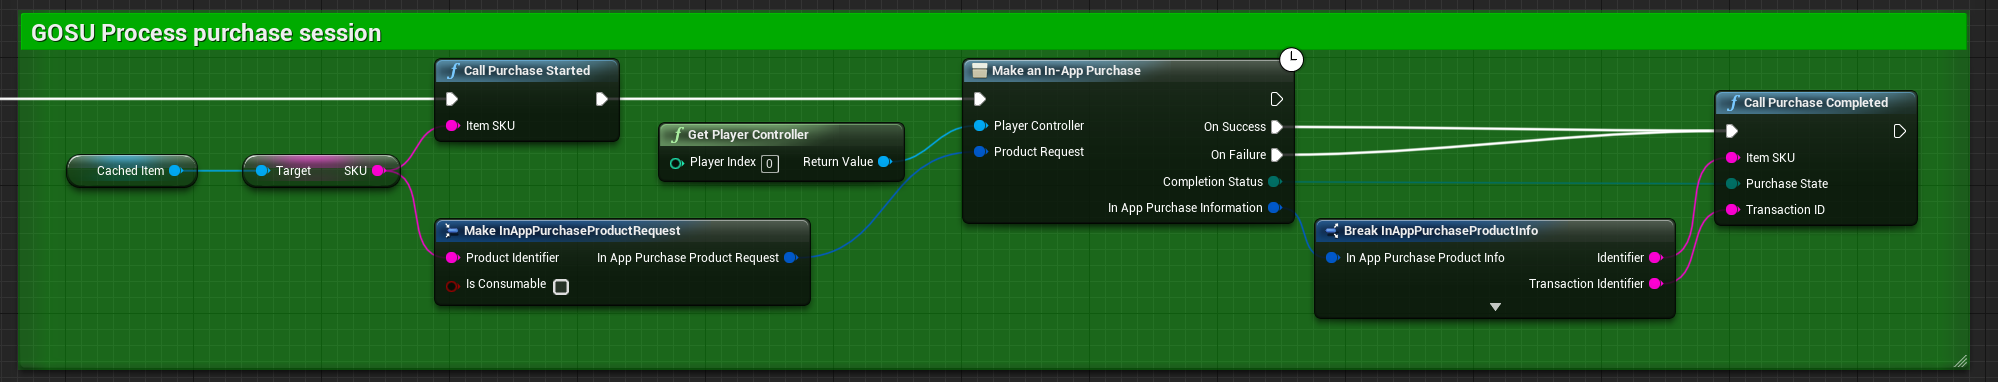 GOSU Process purchase session
Cached Item
Target SKU
Call Purchase Started
Item SKU
Get Player Controller
Player Index 0 Return Value
Make InAppPurchaseProductRequest
Product Identifier In App Purchase Product Request
Is Consumable
Make an In-App Purchase
Player Controller On Success
Product Request On Failure
Completion Status
In App Purchase Information
Break InAppPurchaseProductInfo
In App Purchase Product Info Identifier
Transaction Identifier
Call Purchase Completed
Item SKU
Purchase State
Transaction ID